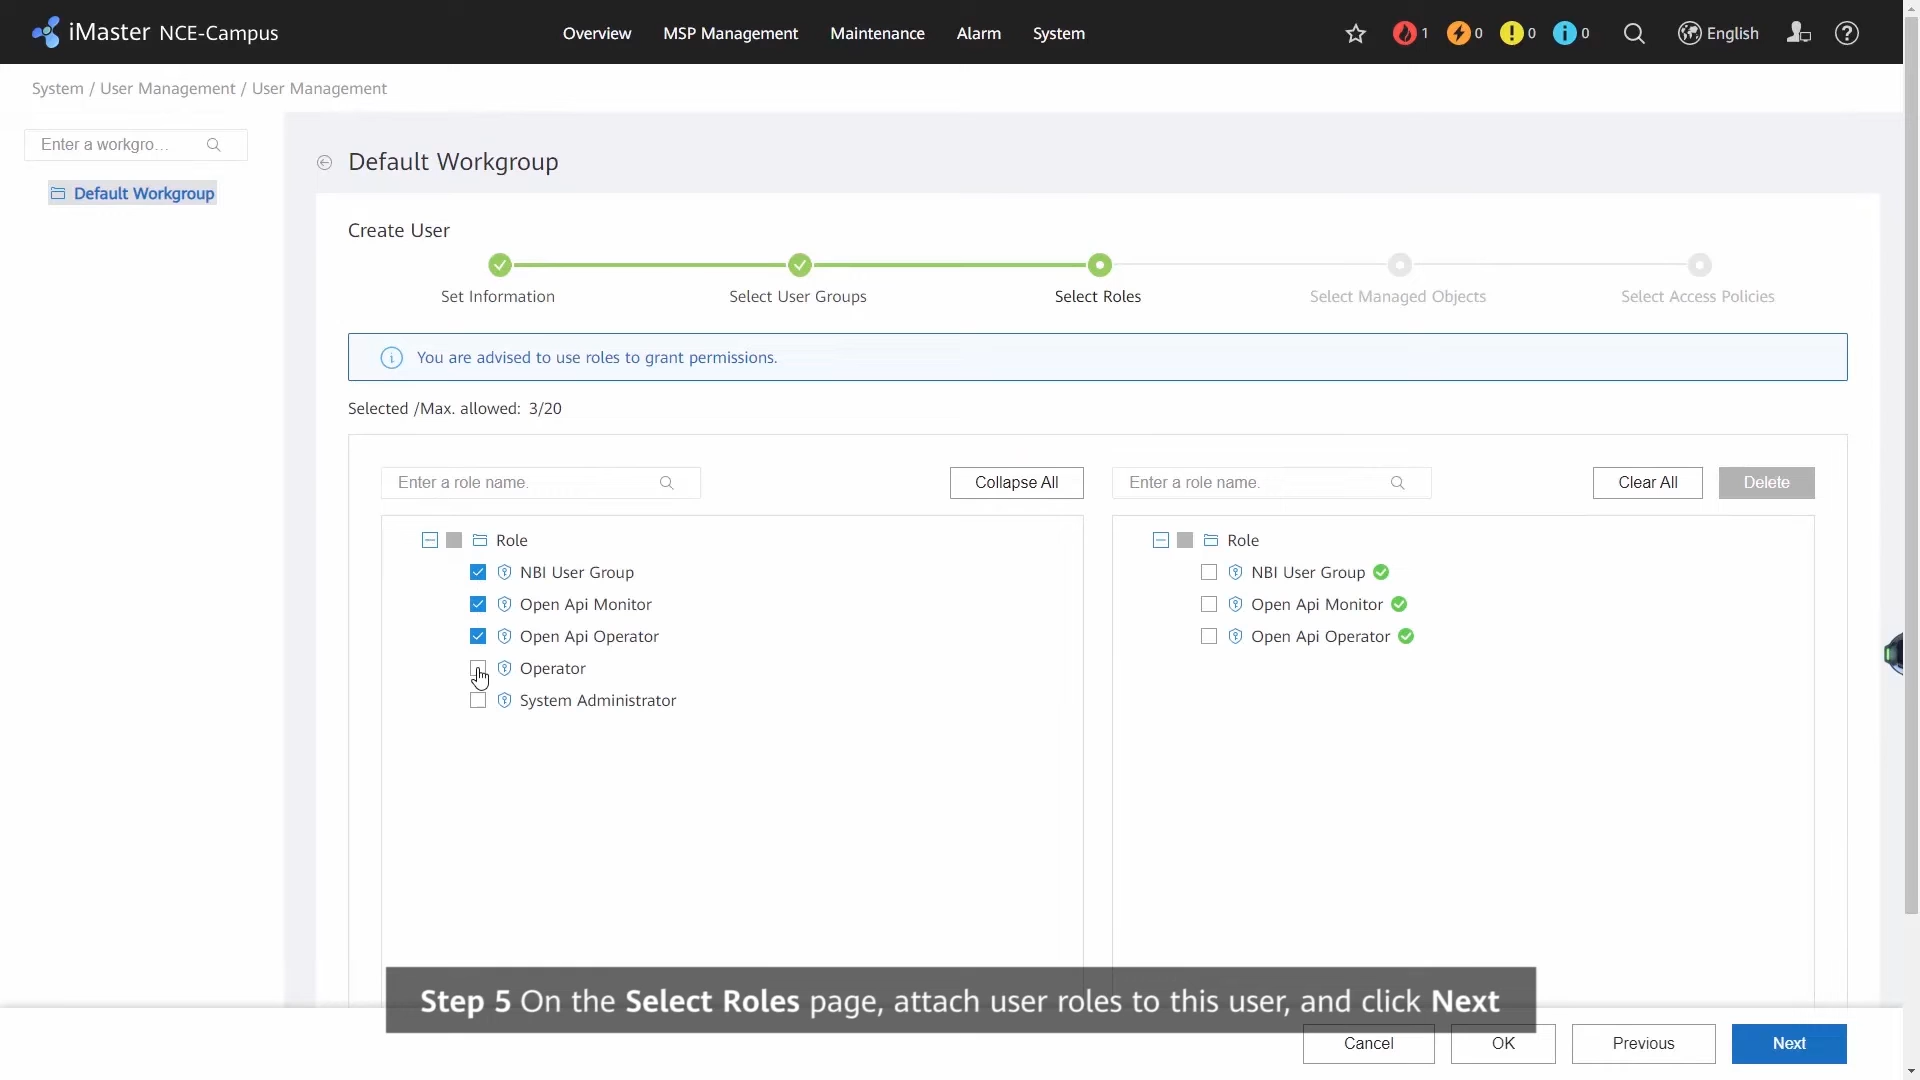 iMaster NCE-Campus
Overview MSP Management Maintenance Alarm System
1 0 0 0 English
System / User Management / User Management
Enter a workgro...
Default Workgroup
Default Workgroup
Create User
Set Information Select User Groups Select Roles Select Managed Objects Select Access Policies
You are advised to use roles to grant permissions.
Selected /Max. allowed: 3/20
Enter a role name. Collapse All
Role
NBI User Group
Open Api Monitor
Open Api Operator
Operator
System Administrator
Enter a role name. Clear All Delete
Role
NBI User Group
Open Api Monitor
Open Api Operator
Step 5 On the Select Roles page, attach user roles to this user, and click Next
Cancel OK Previous Next